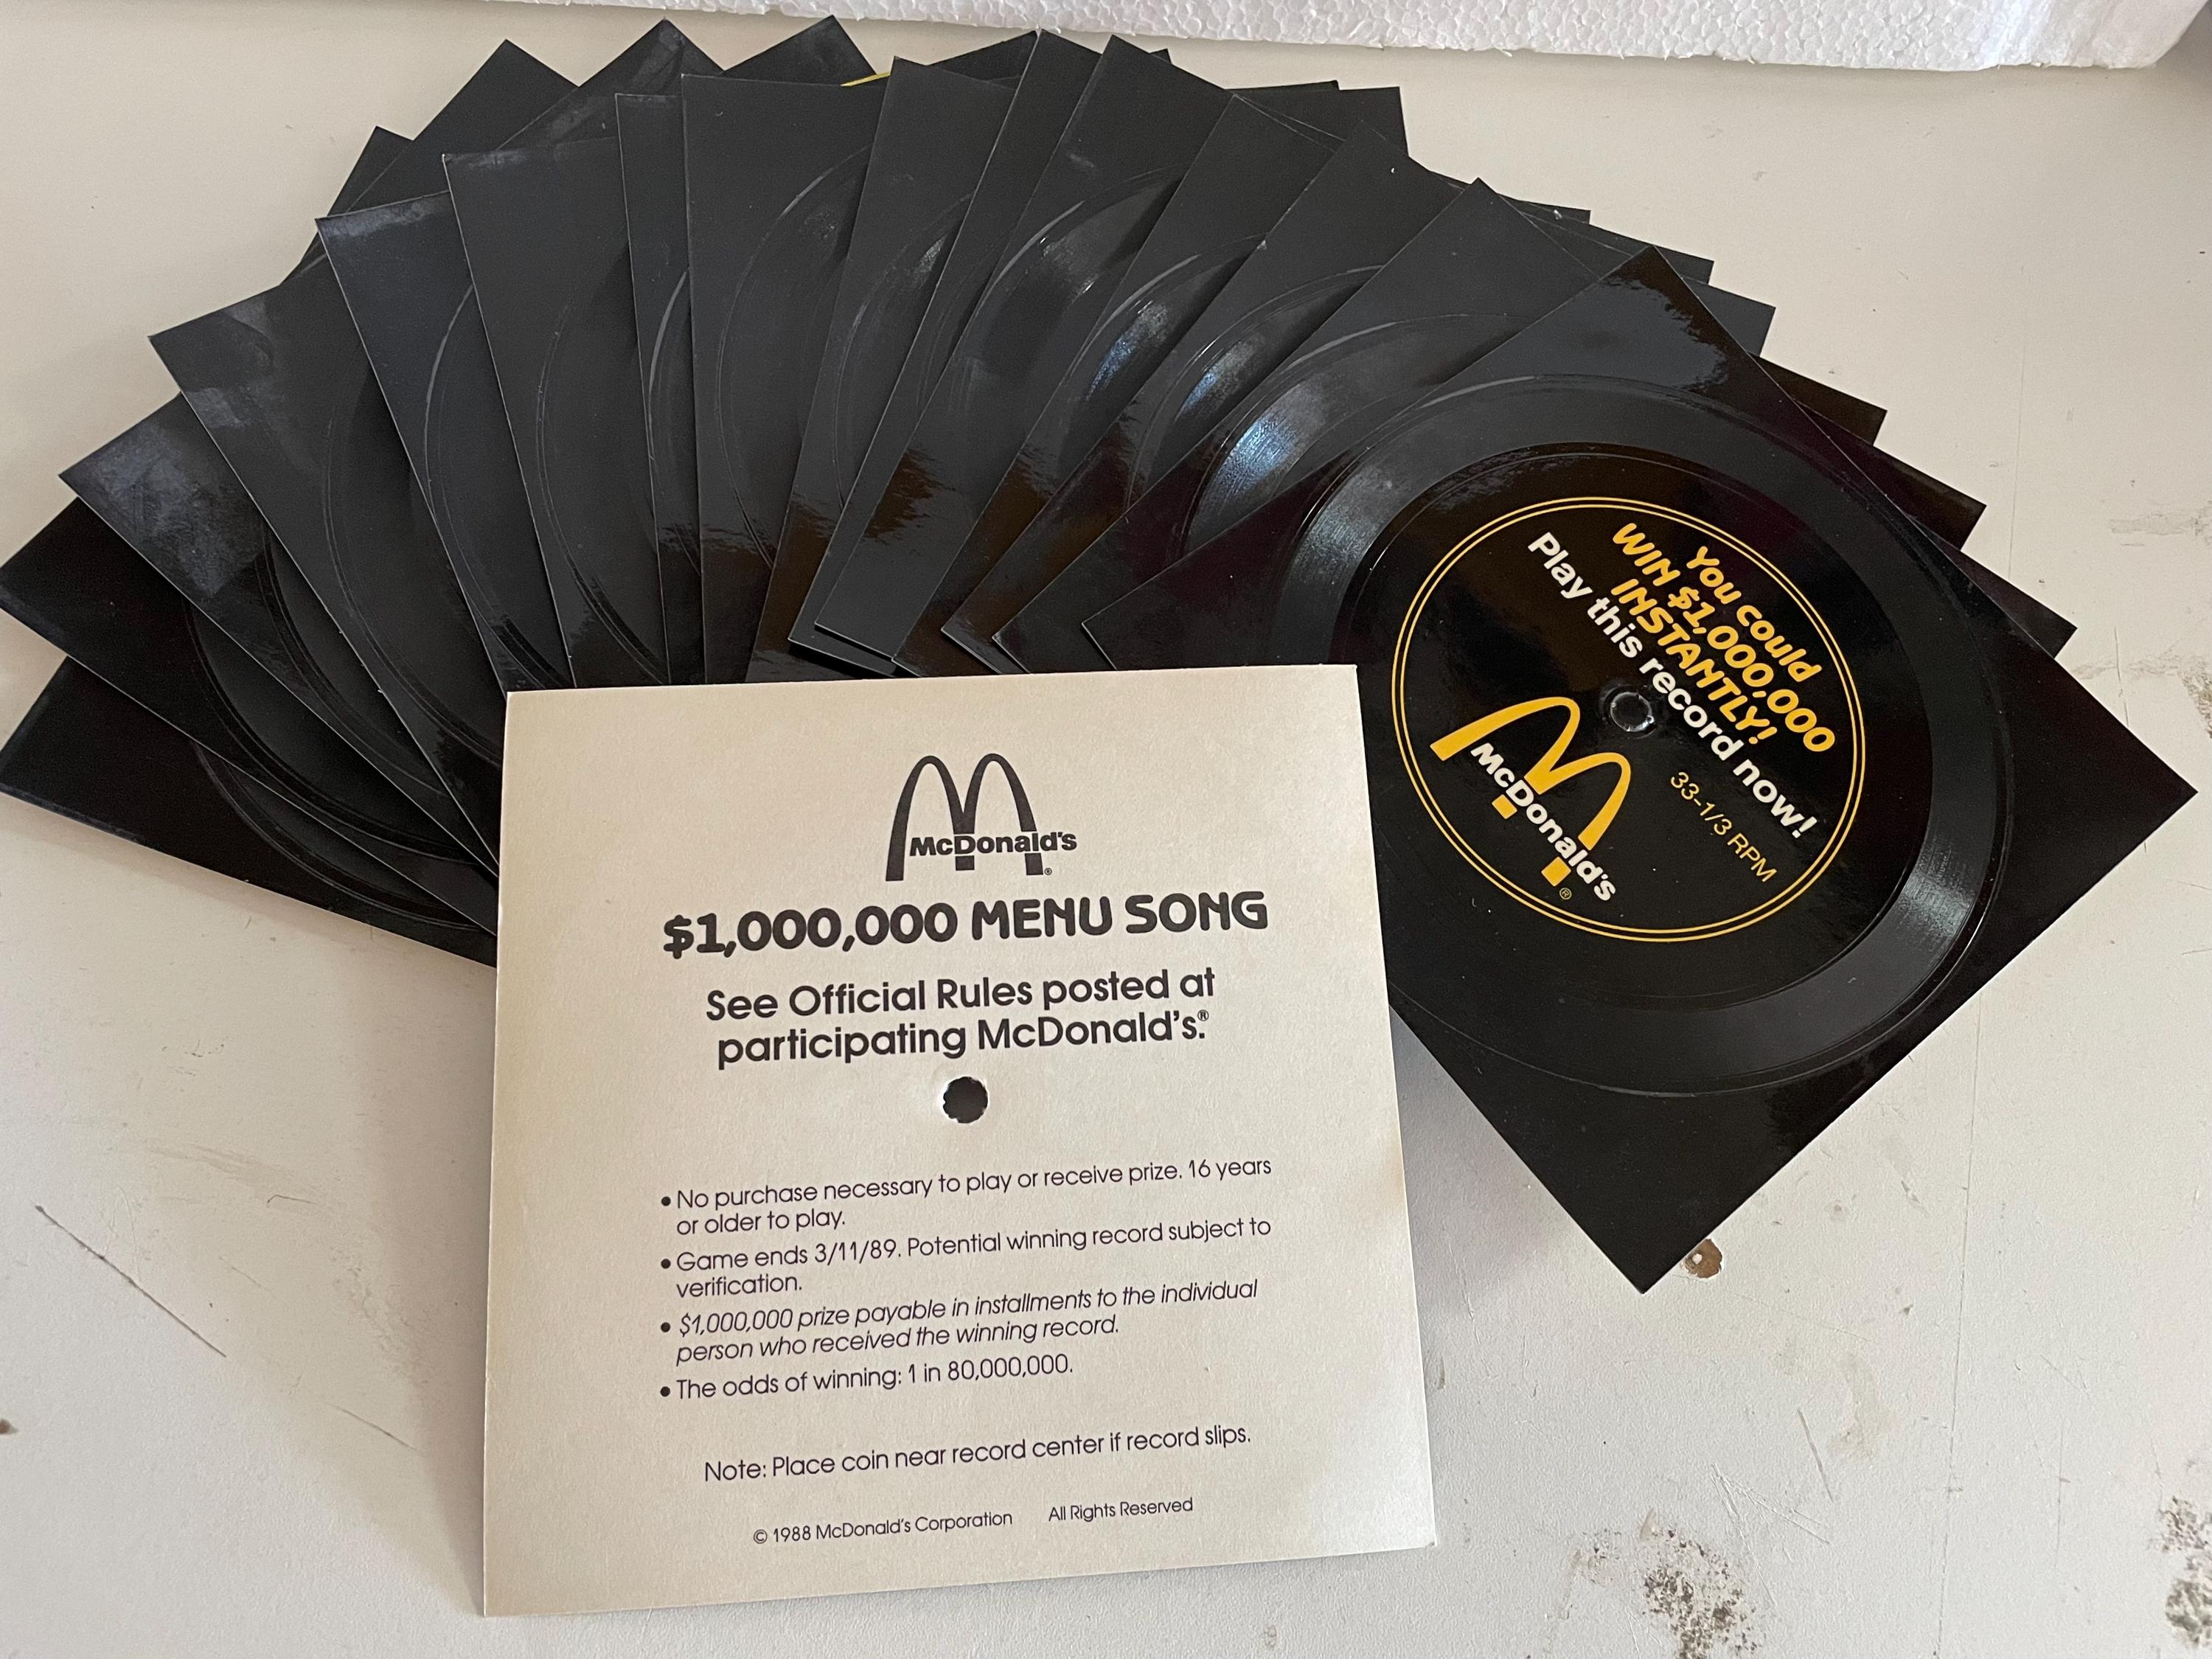 McDonald's®
$1,000,000 MENU SONG
See Official Rules posted at
participating McDonald's.®
• No purchase necessary to play or receive prize. 16 years
or older to play.
• Game ends 3/11/89. Potential winning record subject to
verification.
• $1,000,000 prize payable in installments to the individual
person who received the winning record.
• The odds of winning: 1 in 80,000,000.
Note: Place coin near record center if record slips.
© 1988 McDonald's Corporation All Rights Reserved
You could
WIN $1,000,000
INSTANTLY!
Play this record now!
33-1/3 RPM
McDonald's®